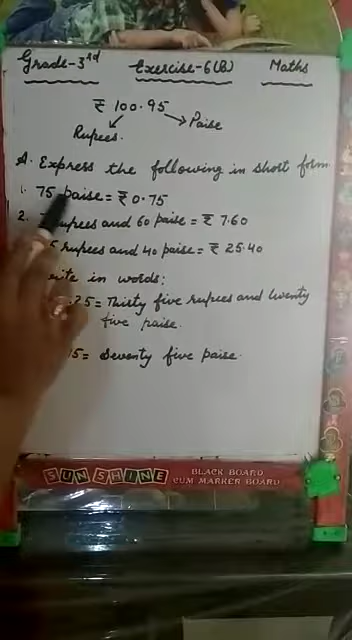 Grade-3rd Exercise-6(B) Maths
₹ 100.95
Rupees. Paise
A. Express the following in short form
1. 75 paise = ₹ 0.75
2. rupees and 60 paise = ₹ 7.60
5 rupees and 40 paise = ₹ 25.40
in words:
.25 = Thirty five rupees and twenty
five paise.
= Seventy five paise.
SUNSHINE BLACK BOARD
CUM MARKER BOARD